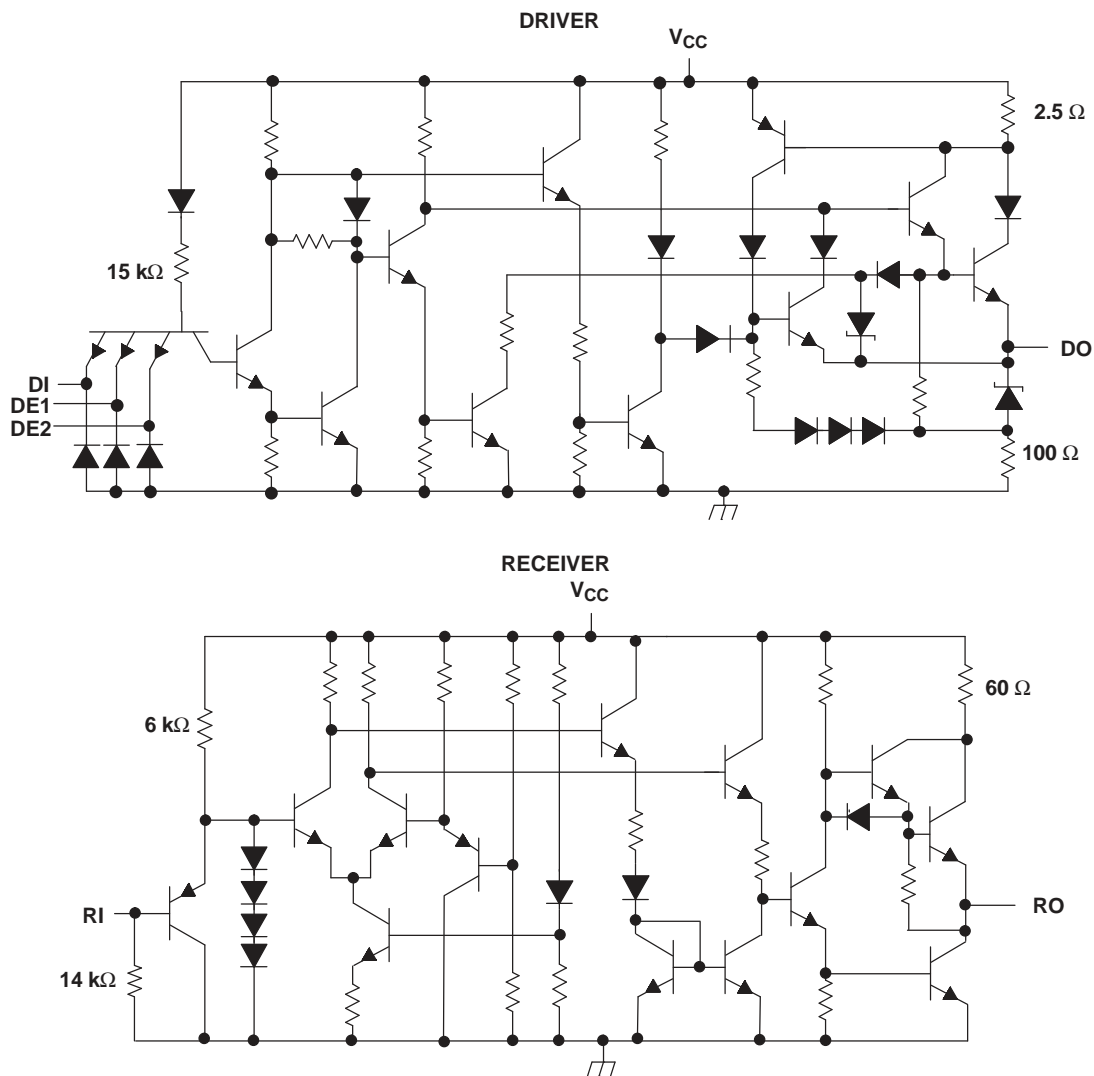 DRIVER
VCC
2.5 Ω
15 kΩ
DI
DE1
DE2
DO
100 Ω
RECEIVER
VCC
6 kΩ
60 Ω
RI
RO
14 kΩ